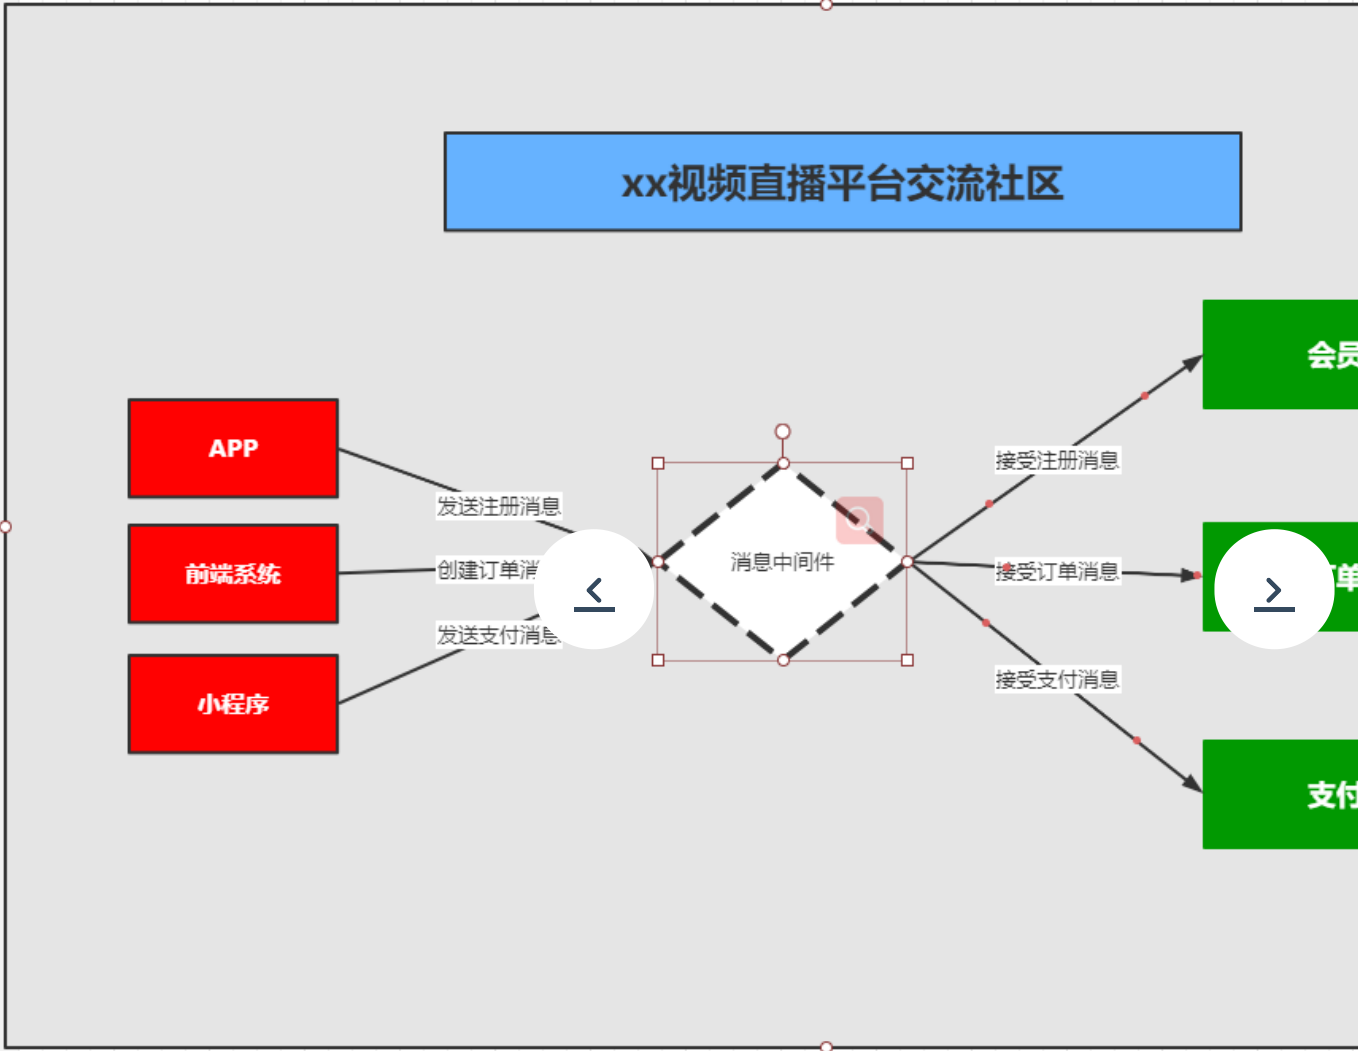 xx视频直播平台交流社区
会员
APP
接受注册消息
发送注册消息
消息中间件
前端系统
创建订单消
接受订单消息
单
发送支付消息
接受支付消息
小程序
支付